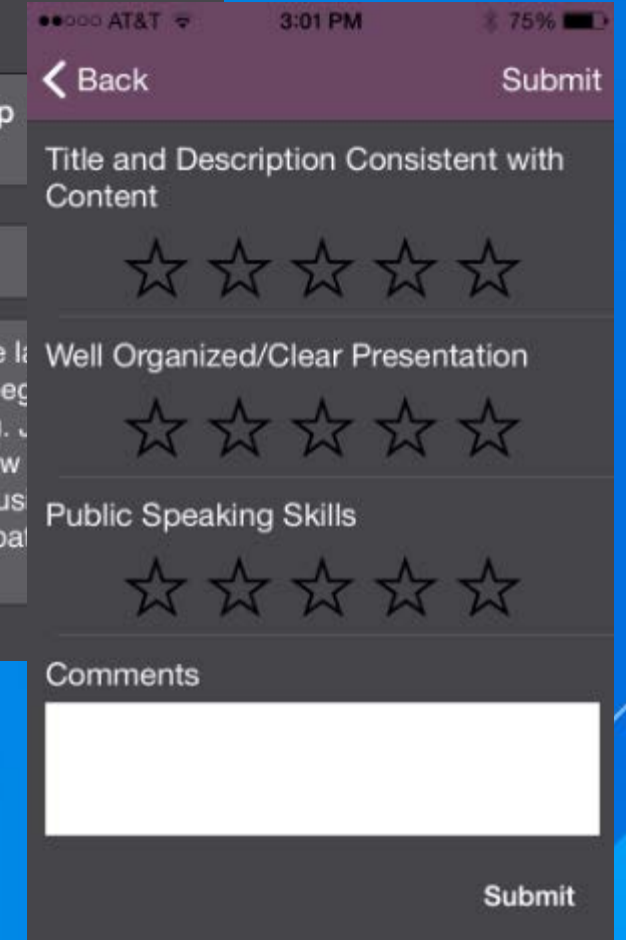 AT&T 3:01 PM 75%
Back Submit
Title and Description Consistent with
Content
Well Organized/Clear Presentation
Public Speaking Skills
Comments
Submit